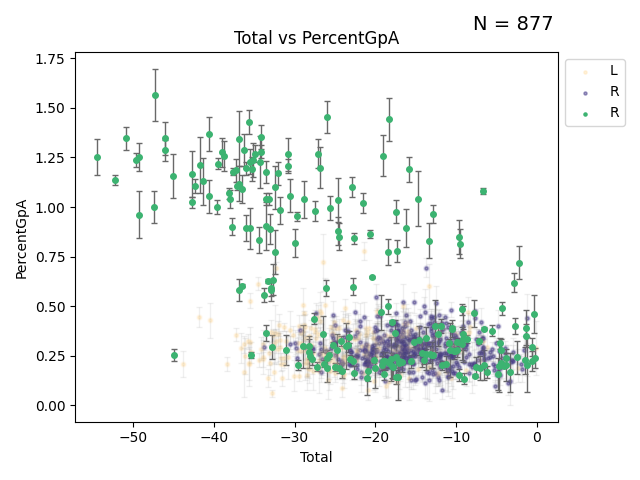 N = 877
Total vs PercentGpA
L
R
R
PercentGpA
1.75
1.50
1.25
1.00
0.75
0.50
0.25
0.00
−50 −40 −30 −20 −10 0
Total